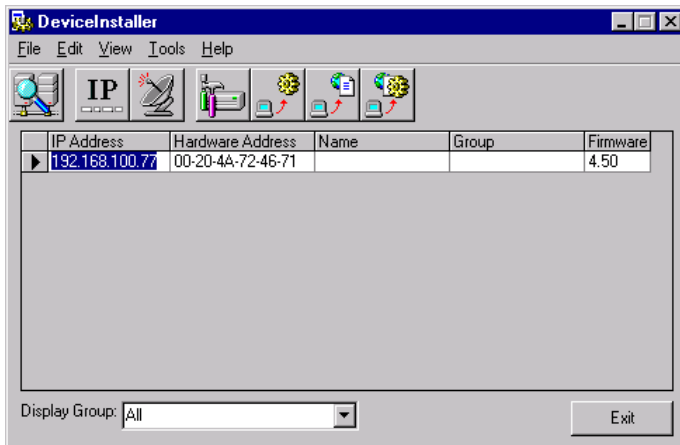 DeviceInstaller
File Edit View Tools Help
IP
IP Address Hardware Address Name Group Firmware
192.168.100.77 00-20-4A-72-46-71 4.50
Display Group: All
Exit